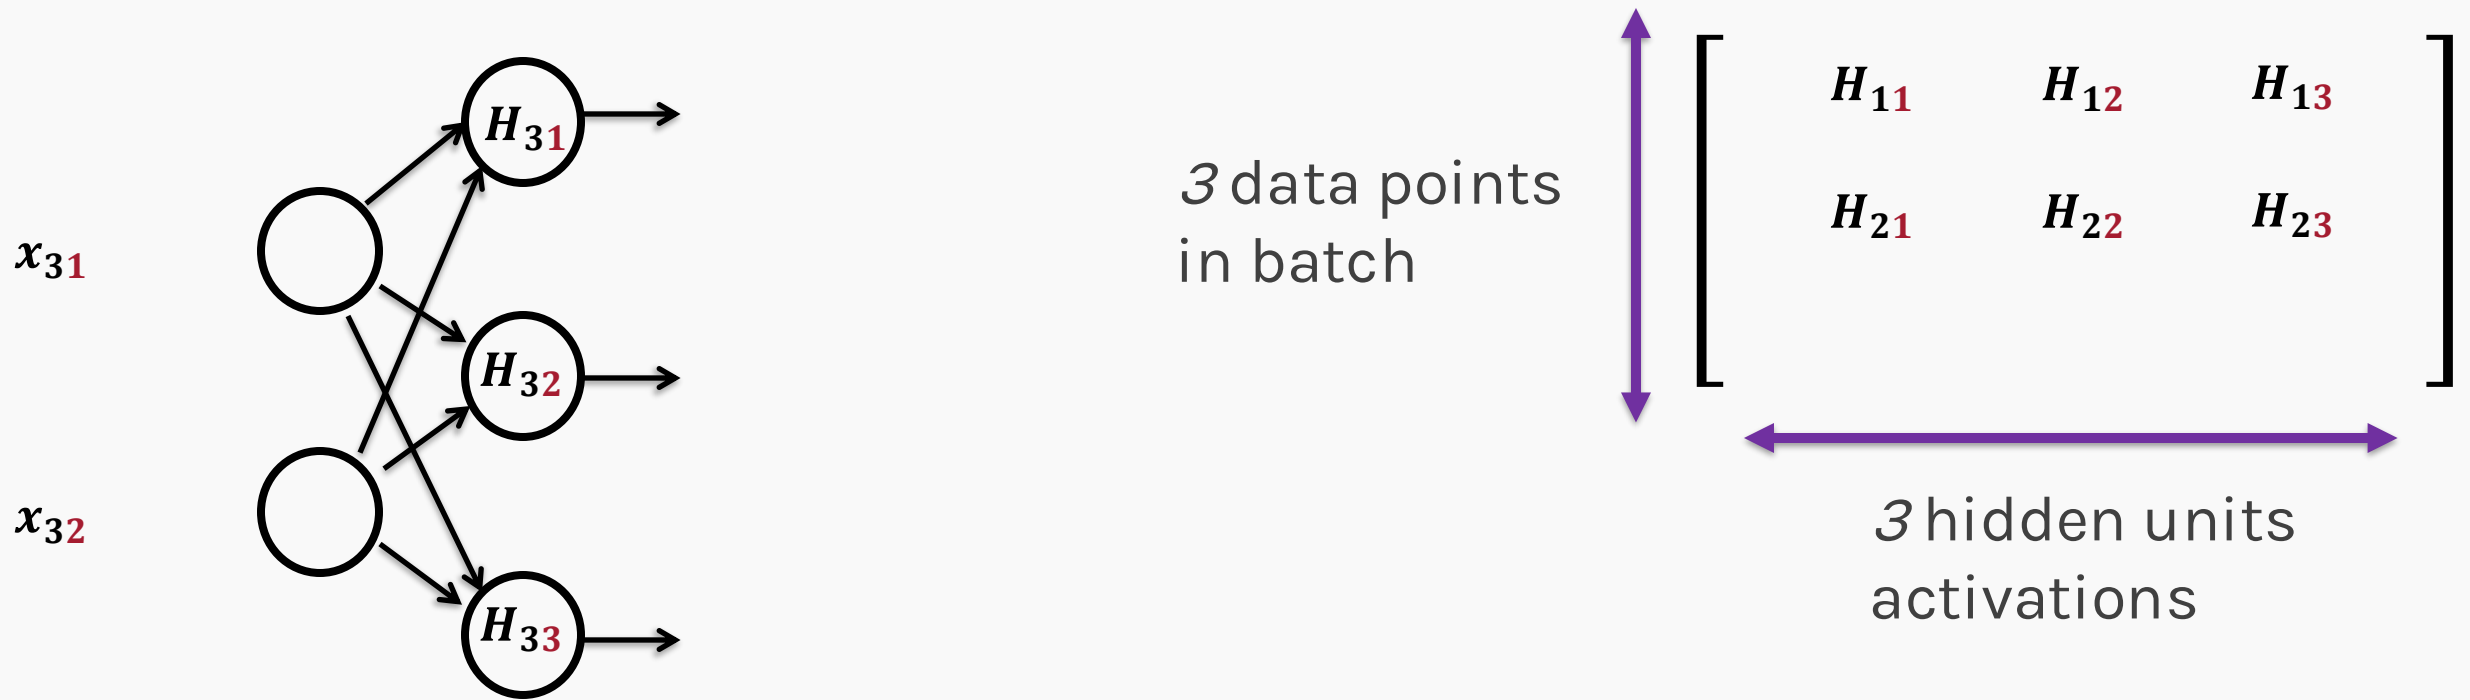 x₃₁
x₃₂
H₃₁
H₃₂
H₃₃
3 data points
in batch
H₁₁ H₁₂ H₁₃
H₂₁ H₂₂ H₂₃
3 hidden units
activations